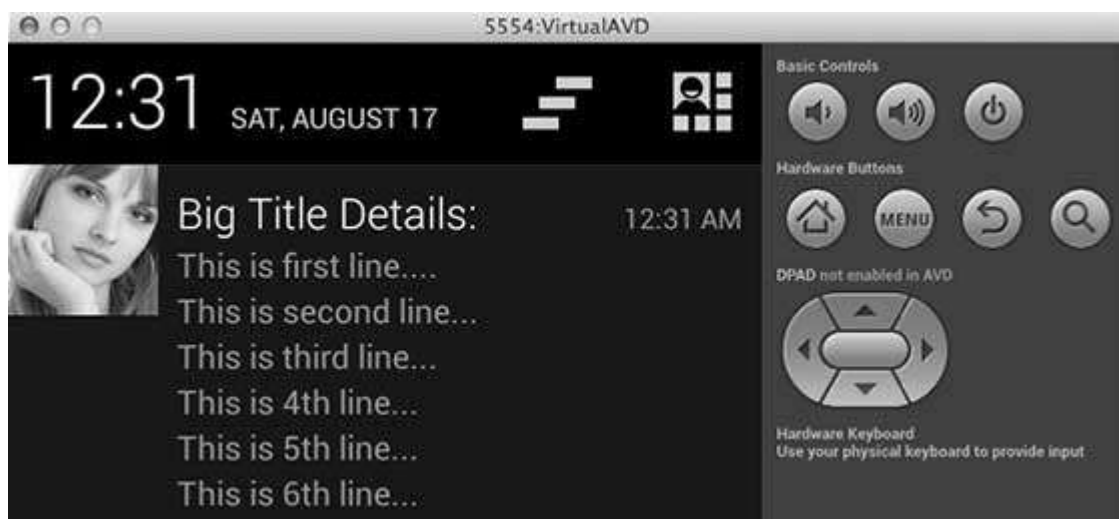 5554:VirtualAVD
12:31 SAT, AUGUST 17
Big Title Details: 12:31 AM
This is first line....
This is second line...
This is third line...
This is 4th line...
This is 5th line...
This is 6th line...
Basic Controls
Hardware Buttons
MENU
DPAD not enabled in AVD
Hardware Keyboard
Use your physical keyboard to provide input